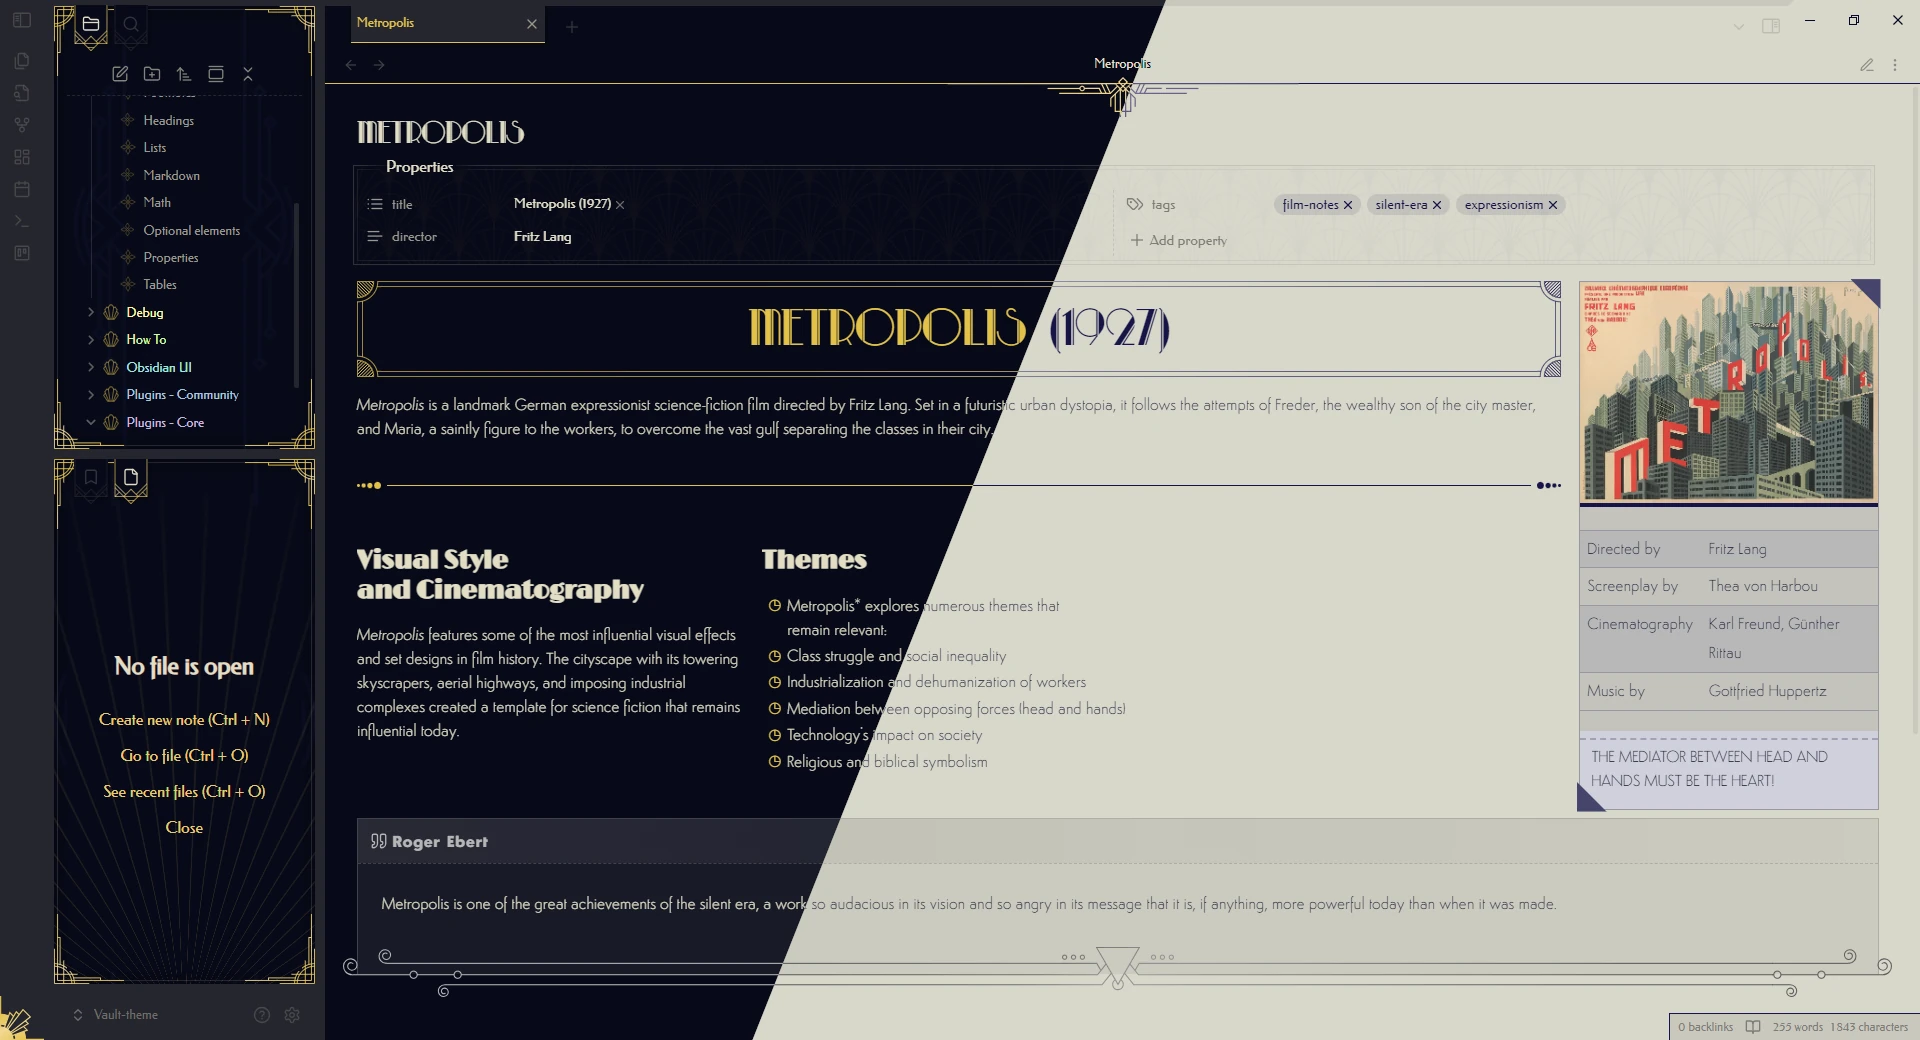 Metropolis
Metropolis
Headings
Lists
Markdown
Math
Optional elements
Properties
Tables
Debug
How To
Obsidian UI
Plugins - Community
Plugins - Core
No file is open
Create new note (Ctrl + N)
Go to file (Ctrl + O)
See recent files (Ctrl + O)
Close
Vault-theme
METROPOLIS
Properties
title
Metropolis (1927)
director
Fritz Lang
tags
film-notes
silent-era
expressionism
Add property
METROPOLIS (1927)
Metropolis is a landmark German expressionist science-fiction film directed by Fritz Lang. Set in a futuristic urban dystopia, it follows the attempts of Freder, the wealthy son of the city master,
and Maria, a saintly figure to the workers, to overcome the vast gulf separating the classes in their city.
Visual Style
and Cinematography
Metropolis features some of the most influential visual effects
and set designs in film history. The cityscape with its towering
skyscrapers, aerial highways, and imposing industrial
complexes created a template for science fiction that remains
influential today.
Themes
Metropolis* explores numerous themes that
remain relevant:
Class struggle and social inequality
Industrialization and dehumanization of workers
Mediation between opposing forces (head and hands)
Technology's impact on society
Religious and biblical symbolism
FRITZ LANG
METROPOLIS
Directed by Fritz Lang
Screenplay by Thea von Harbou
Cinematography Karl Freund, Günther
Rittau
Music by Gottfried Huppertz
THE MEDIATOR BETWEEN HEAD AND
HANDS MUST BE THE HEART!
Roger Ebert
Metropolis is one of the great achievements of the silent era, a work so audacious in its vision and so angry in its message that it is, if anything, more powerful today than when it was made.
0 backlinks 255 words 1843 characters